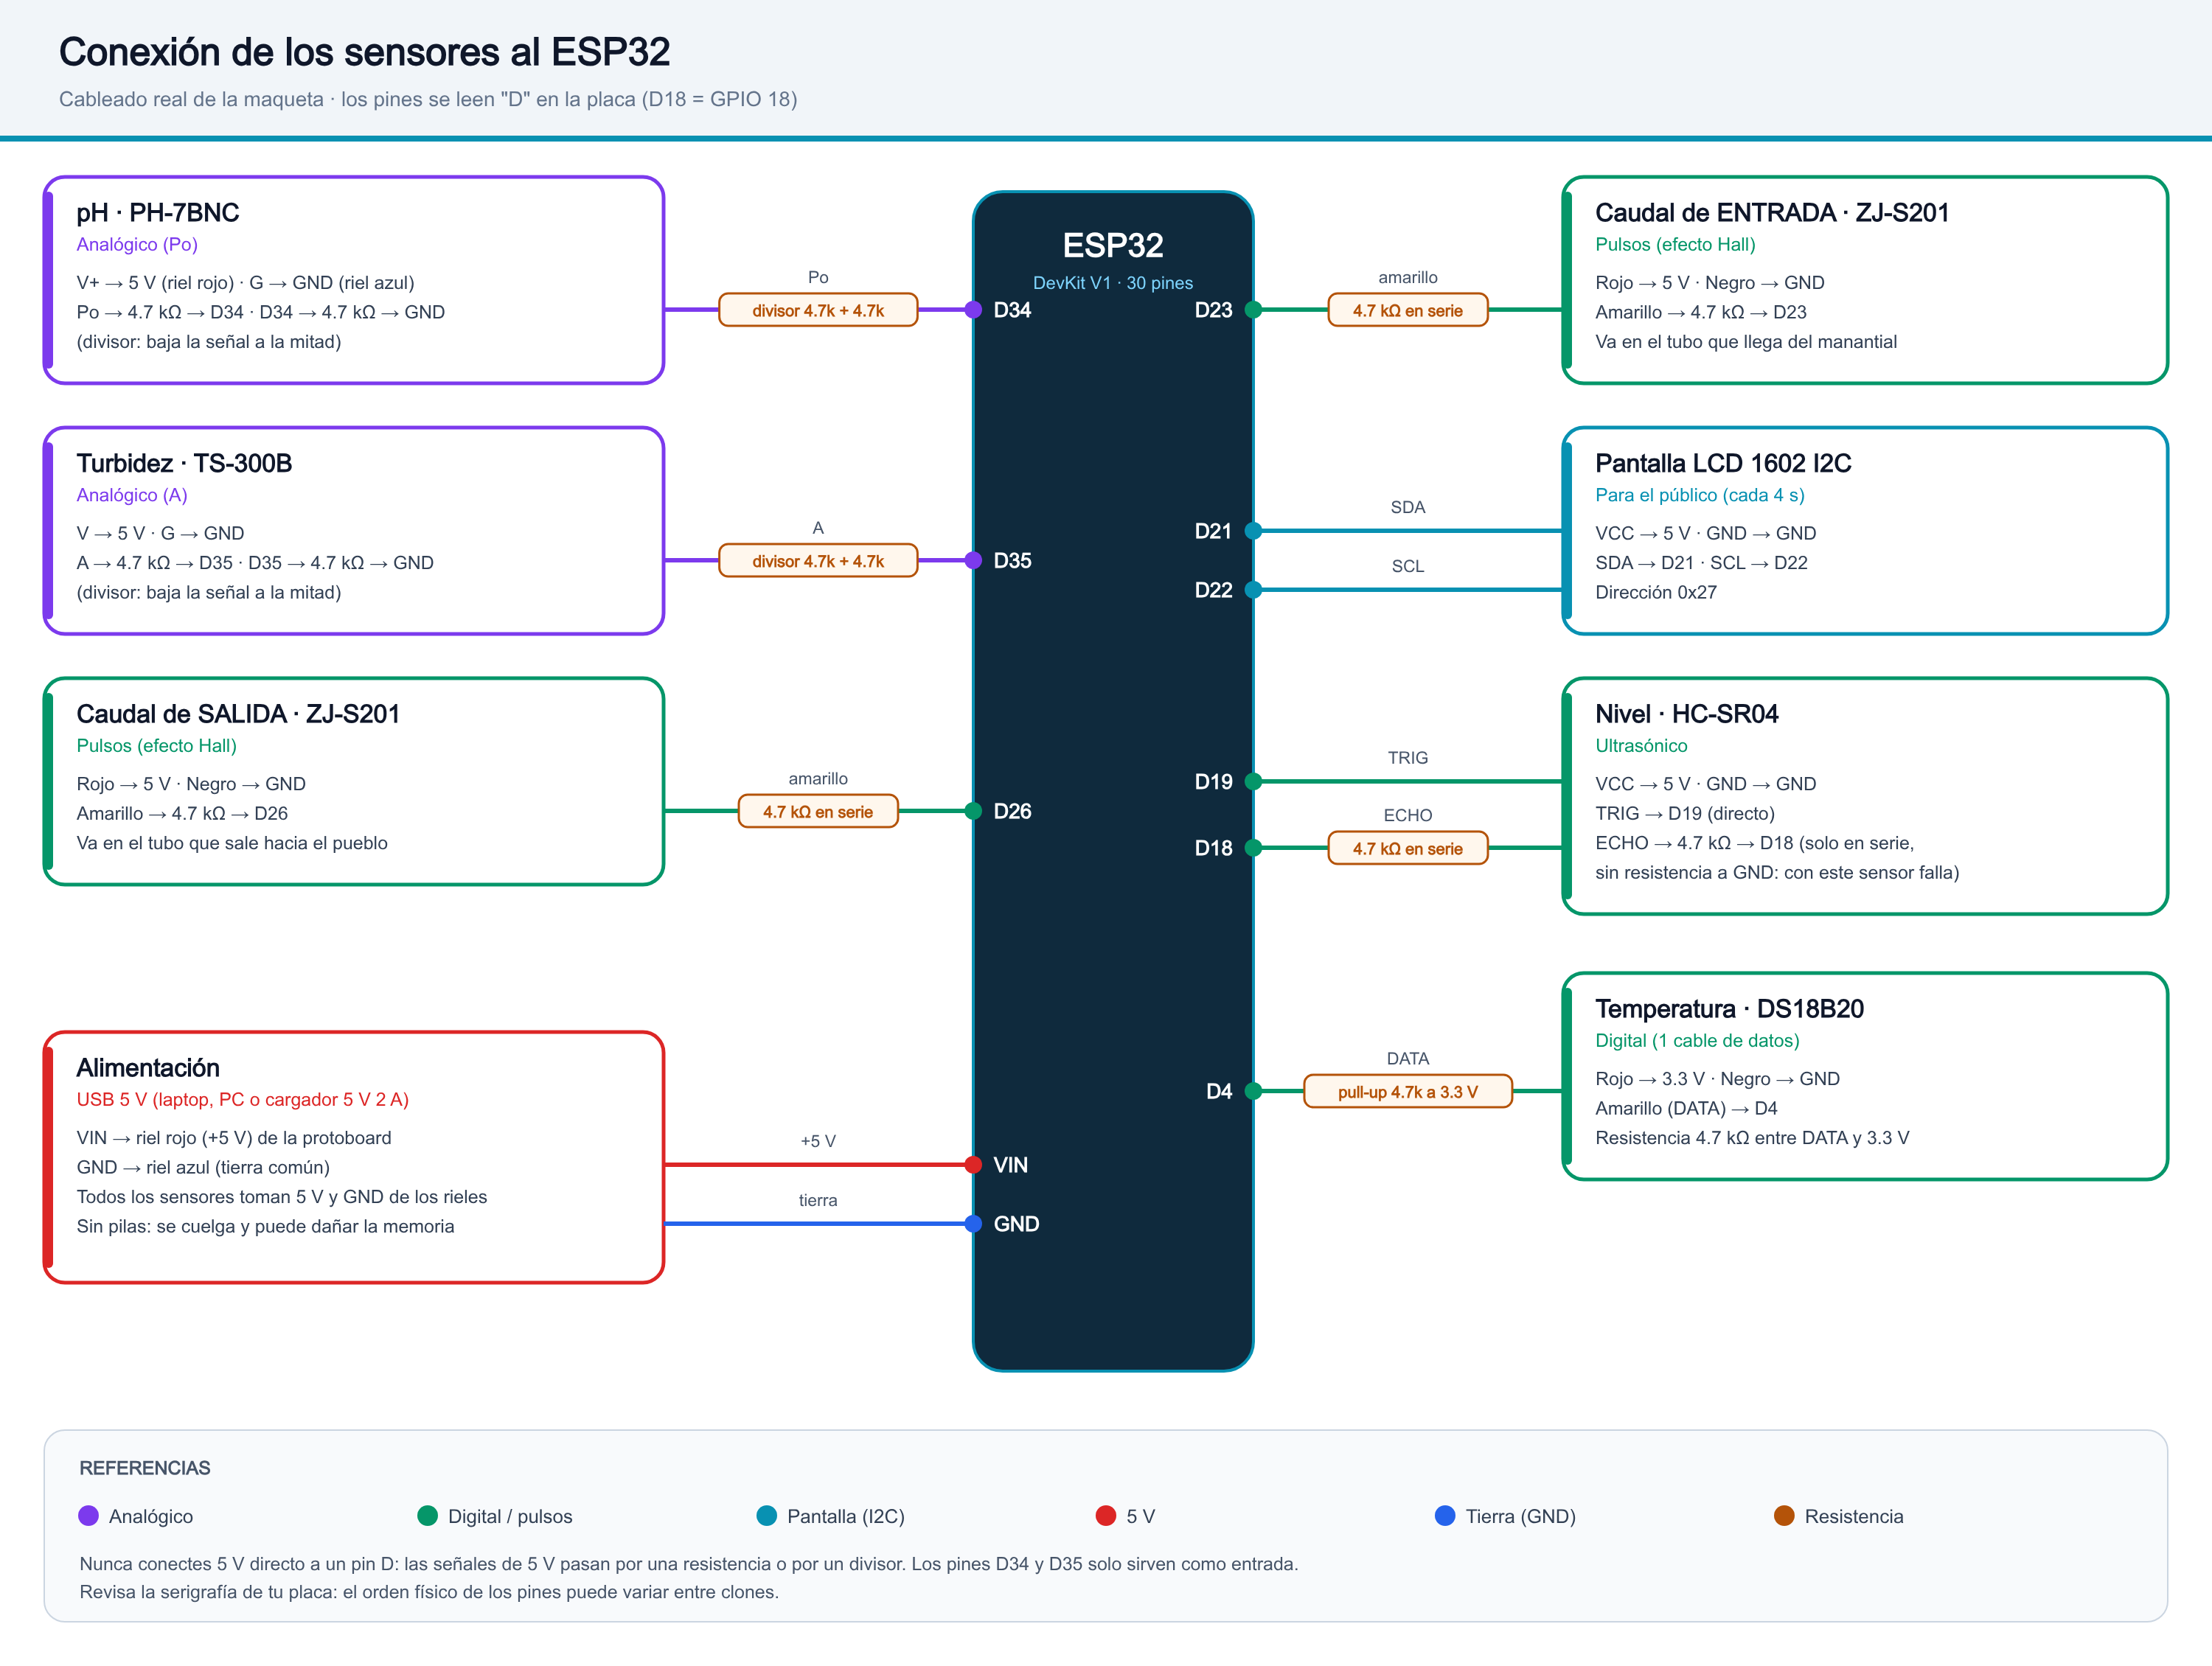 Conexión de los sensores al ESP32
Cableado real de la maqueta · los pines se leen "D" en la placa (D18 = GPIO 18)
pH · PH-7BNC
Analógico (Po)
V+ → 5 V (riel rojo) · G → GND (riel azul)
Po → 4.7 kΩ → D34 · D34 → 4.7 kΩ → GND
(divisor: baja la señal a la mitad)
Po
divisor 4.7k + 4.7k
Turbidez · TS-300B
Analógico (A)
V → 5 V · G → GND
A → 4.7 kΩ → D35 · D35 → 4.7 kΩ → GND
(divisor: baja la señal a la mitad)
A
divisor 4.7k + 4.7k
Caudal de SALIDA · ZJ-S201
Pulsos (efecto Hall)
Rojo → 5 V · Negro → GND
Amarillo → 4.7 kΩ → D26
Va en el tubo que sale hacia el pueblo
amarillo
4.7 kΩ en serie
Alimentación
USB 5 V (laptop, PC o cargador 5 V 2 A)
VIN → riel rojo (+5 V) de la protoboard
GND → riel azul (tierra común)
Todos los sensores toman 5 V y GND de los rieles
Sin pilas: se cuelga y puede dañar la memoria
+5 V
tierra
ESP32
DevKit V1 · 30 pines
D34
D35
D26
VIN
GND
D23
D21
D22
D19
D18
D4
amarillo
4.7 kΩ en serie
Caudal de ENTRADA · ZJ-S201
Pulsos (efecto Hall)
Rojo → 5 V · Negro → GND
Amarillo → 4.7 kΩ → D23
Va en el tubo que llega del manantial
SDA
SCL
Pantalla LCD 1602 I2C
Para el público (cada 4 s)
VCC → 5 V · GND → GND
SDA → D21 · SCL → D22
Dirección 0x27
TRIG
ECHO
4.7 kΩ en serie
Nivel · HC-SR04
Ultrasónico
VCC → 5 V · GND → GND
TRIG → D19 (directo)
ECHO → 4.7 kΩ → D18 (solo en serie,
sin resistencia a GND: con este sensor falla)
DATA
pull-up 4.7k a 3.3 V
Temperatura · DS18B20
Digital (1 cable de datos)
Rojo → 3.3 V · Negro → GND
Amarillo (DATA) → D4
Resistencia 4.7 kΩ entre DATA y 3.3 V
REFERENCIAS
Analógico
Digital / pulsos
Pantalla (I2C)
5 V
Tierra (GND)
Resistencia
Nunca conectes 5 V directo a un pin D: las señales de 5 V pasan por una resistencia o por un divisor. Los pines D34 y D35 solo sirven como entrada.
Revisa la serigrafía de tu placa: el orden físico de los pines puede variar entre clones.